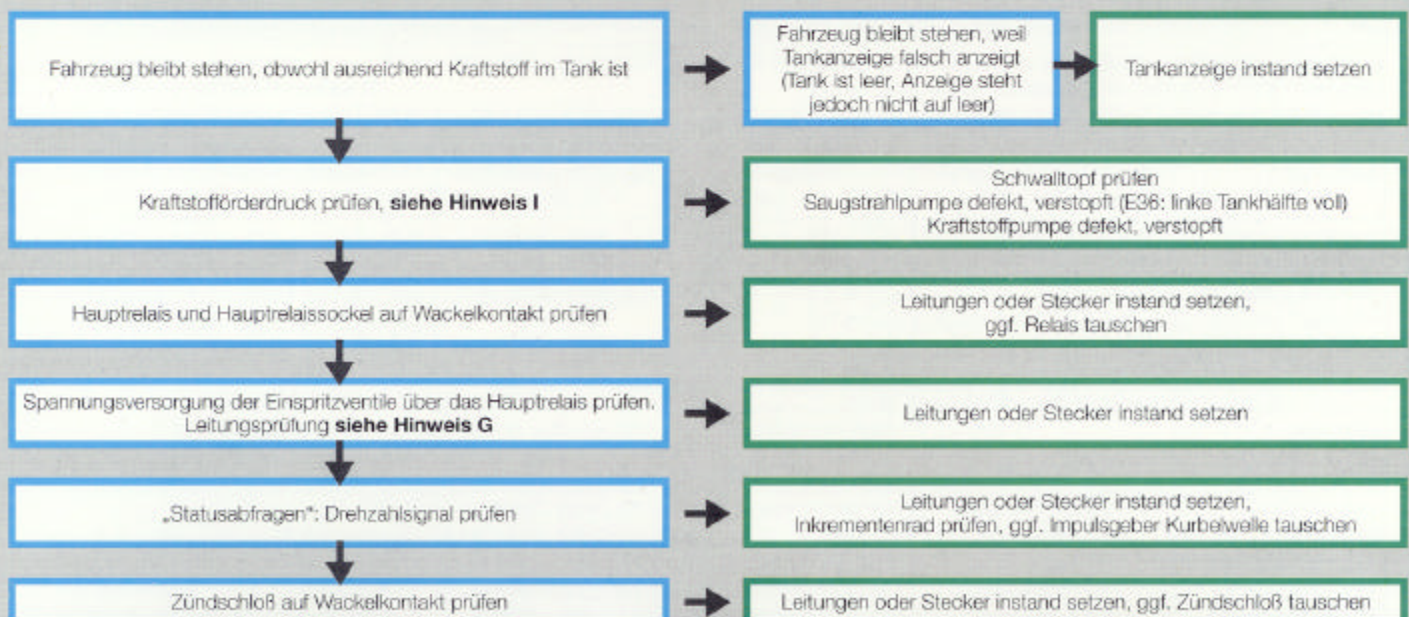 Fahrzeug bleibt stehen, obwohl ausreichend Kraftstoff im Tank ist
Fahrzeug bleibt stehen, weil
Tankanzeige falsch anzeigt
(Tank ist leer, Anzeige steht
jedoch nicht auf leer)
Tankanzeige instand setzen
Kraftstofförderdruck prüfen, siehe Hinweis I
Schwalltopf prüfen
Saugstrahlpumpe defekt, verstopft (E36: linke Tankhälfte voll)
Kraftstoffpumpe defekt, verstopft
Hauptrelais und Hauptrelaissockel auf Wackelkontakt prüfen
Leitungen oder Stecker instand setzen,
ggf. Relais tauschen
Spannungsversorgung der Einspritzventile über das Hauptrelais prüfen.
Leitungsprüfung siehe Hinweis G
Leitungen oder Stecker instand setzen
„Statusabfragen“: Drehzahlsignal prüfen
Leitungen oder Stecker instand setzen,
Inkrementenrad prüfen, ggf. Impulsgeber Kurbelwelle tauschen
Zündschloß auf Wackelkontakt prüfen
Leitungen oder Stecker instand setzen, ggf. Zündschloß tauschen